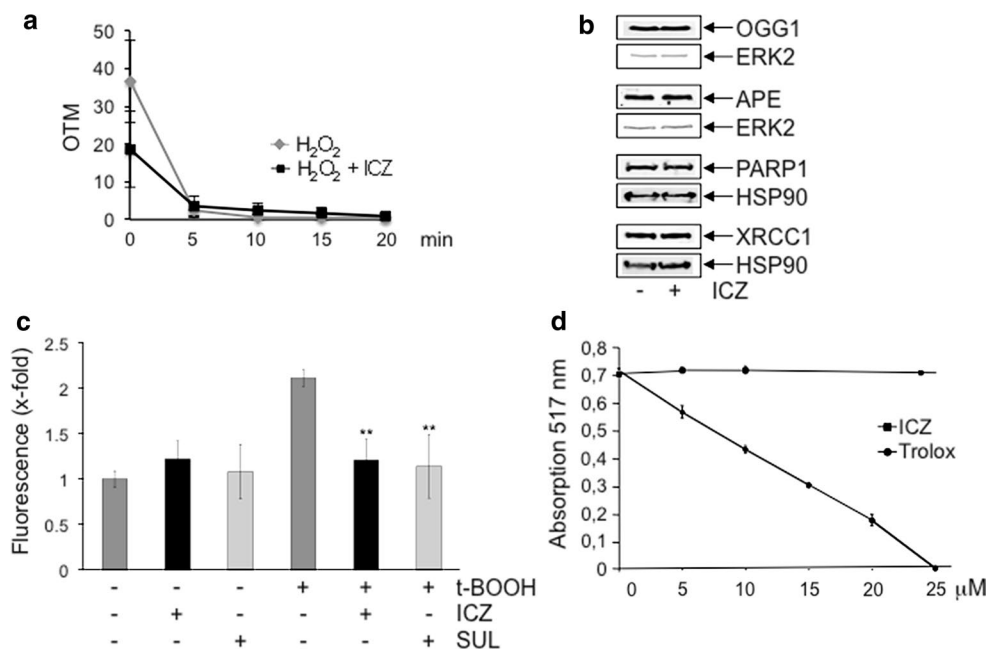 a
50
40
30
20
10
0
OTM
H₂O₂
H₂O₂ + ICZ
0 5 10 15 20 min
b
OGG1
ERK2
APE
ERK2
PARP1
HSP90
XRCC1
HSP90
- + ICZ
c
2.5
2
1.5
1
0.5
0
Fluorescence (x-fold)
** **
- - - + + + t-BOOH
- + - - + - ICZ
- - + - - + SUL
d
0,8
0,7
0,6
0,5
0,4
0,3
0,2
0,1
0
Absorption 517 nm
ICZ
Trolox
0 5 10 15 20 25 μM